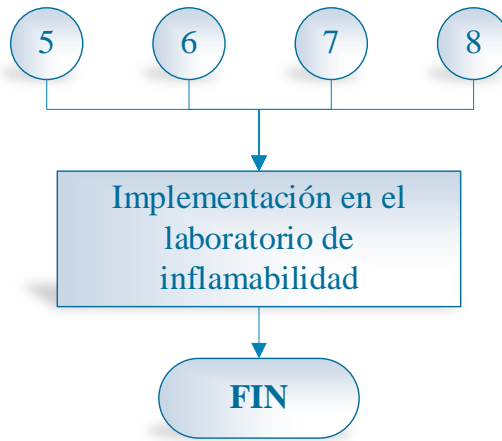 5 6 7 8
Implementación en el
laboratorio de
inflamabilidad
FIN